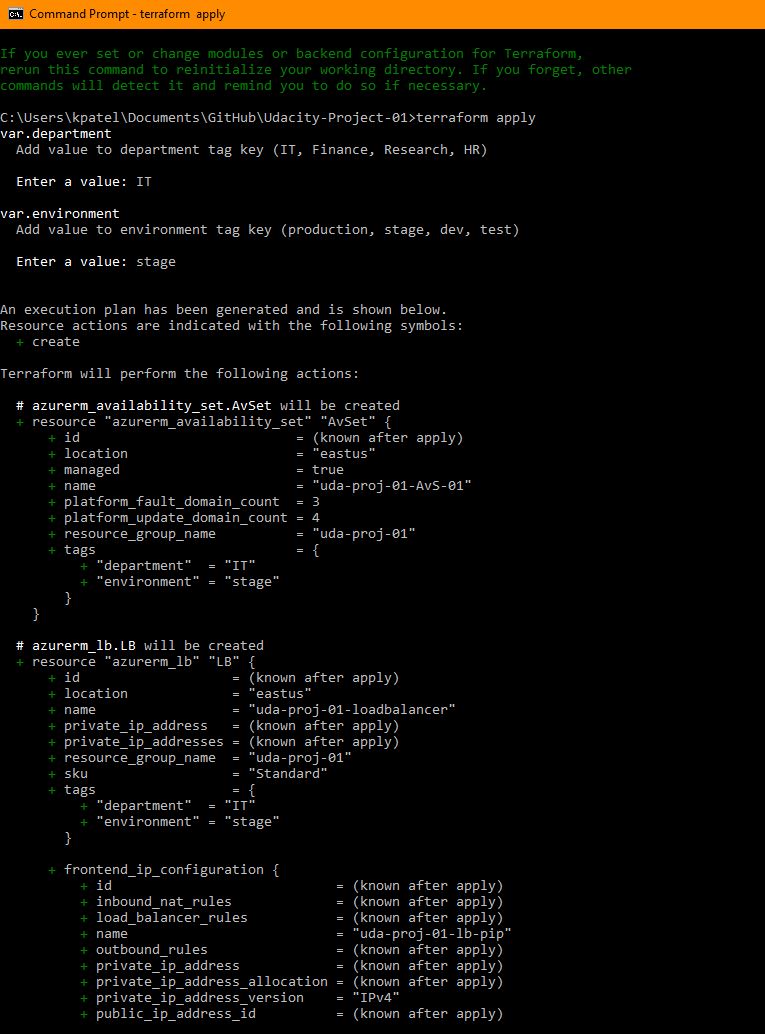 C:\. Command Prompt - terraform apply
If you ever set or change modules or backend configuration for Terraform,
rerun this command to reinitialize your working directory. If you forget, other
commands will detect it and remind you to do so if necessary.
C:\Users\kpatel\Documents\GitHub\Udacity-Project-01>terraform apply
var.department
  Add value to department tag key (IT, Finance, Research, HR)
  Enter a value: IT
var.environment
  Add value to environment tag key (production, stage, dev, test)
  Enter a value: stage
An execution plan has been generated and is shown below.
Resource actions are indicated with the following symbols:
  + create
Terraform will perform the following actions:
  # azurerm_availability_set.AvSet will be created
  + resource "azurerm_availability_set" "AvSet" {
      + id                           = (known after apply)
      + location                     = "eastus"
      + managed                      = true
      + name                         = "uda-proj-01-AvS-01"
      + platform_fault_domain_count  = 3
      + platform_update_domain_count = 4
      + resource_group_name          = "uda-proj-01"
      + tags                         = {
          + "department"  = "IT"
          + "environment" = "stage"
        }
    }
  # azurerm_lb.LB will be created
  + resource "azurerm_lb" "LB" {
      + id                   = (known after apply)
      + location             = "eastus"
      + name                 = "uda-proj-01-loadbalancer"
      + private_ip_address   = (known after apply)
      + private_ip_addresses = (known after apply)
      + resource_group_name  = "uda-proj-01"
      + sku                  = "Standard"
      + tags                 = {
          + "department"  = "IT"
          + "environment" = "stage"
        }
      + frontend_ip_configuration {
          + id                            = (known after apply)
          + inbound_nat_rules             = (known after apply)
          + load_balancer_rules           = (known after apply)
          + name                          = "uda-proj-01-lb-pip"
          + outbound_rules                = (known after apply)
          + private_ip_address            = (known after apply)
          + private_ip_address_allocation = (known after apply)
          + private_ip_address_version    = "IPv4"
          + public_ip_address_id          = (known after apply)